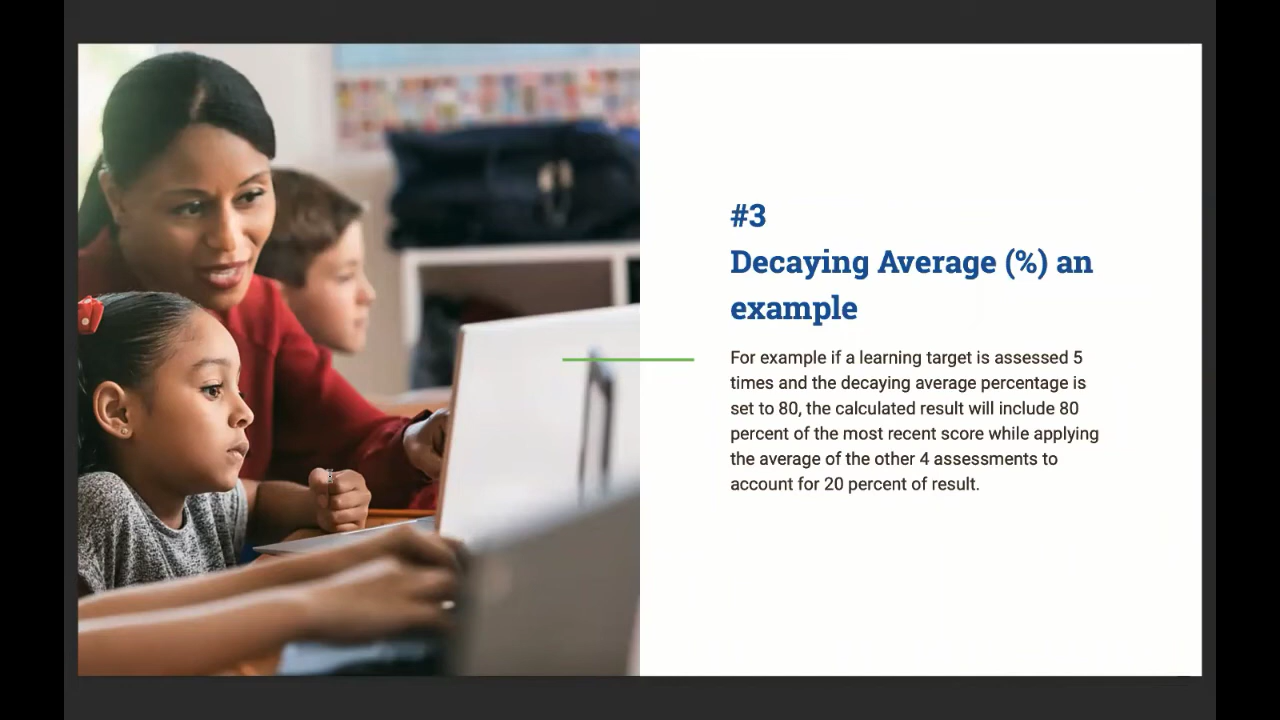 #3
Decaying Average (%) an
example
For example if a learning target is assessed 5
times and the decaying average percentage is
set to 80, the calculated result will include 80
percent of the most recent score while applying
the average of the other 4 assessments to
account for 20 percent of result.